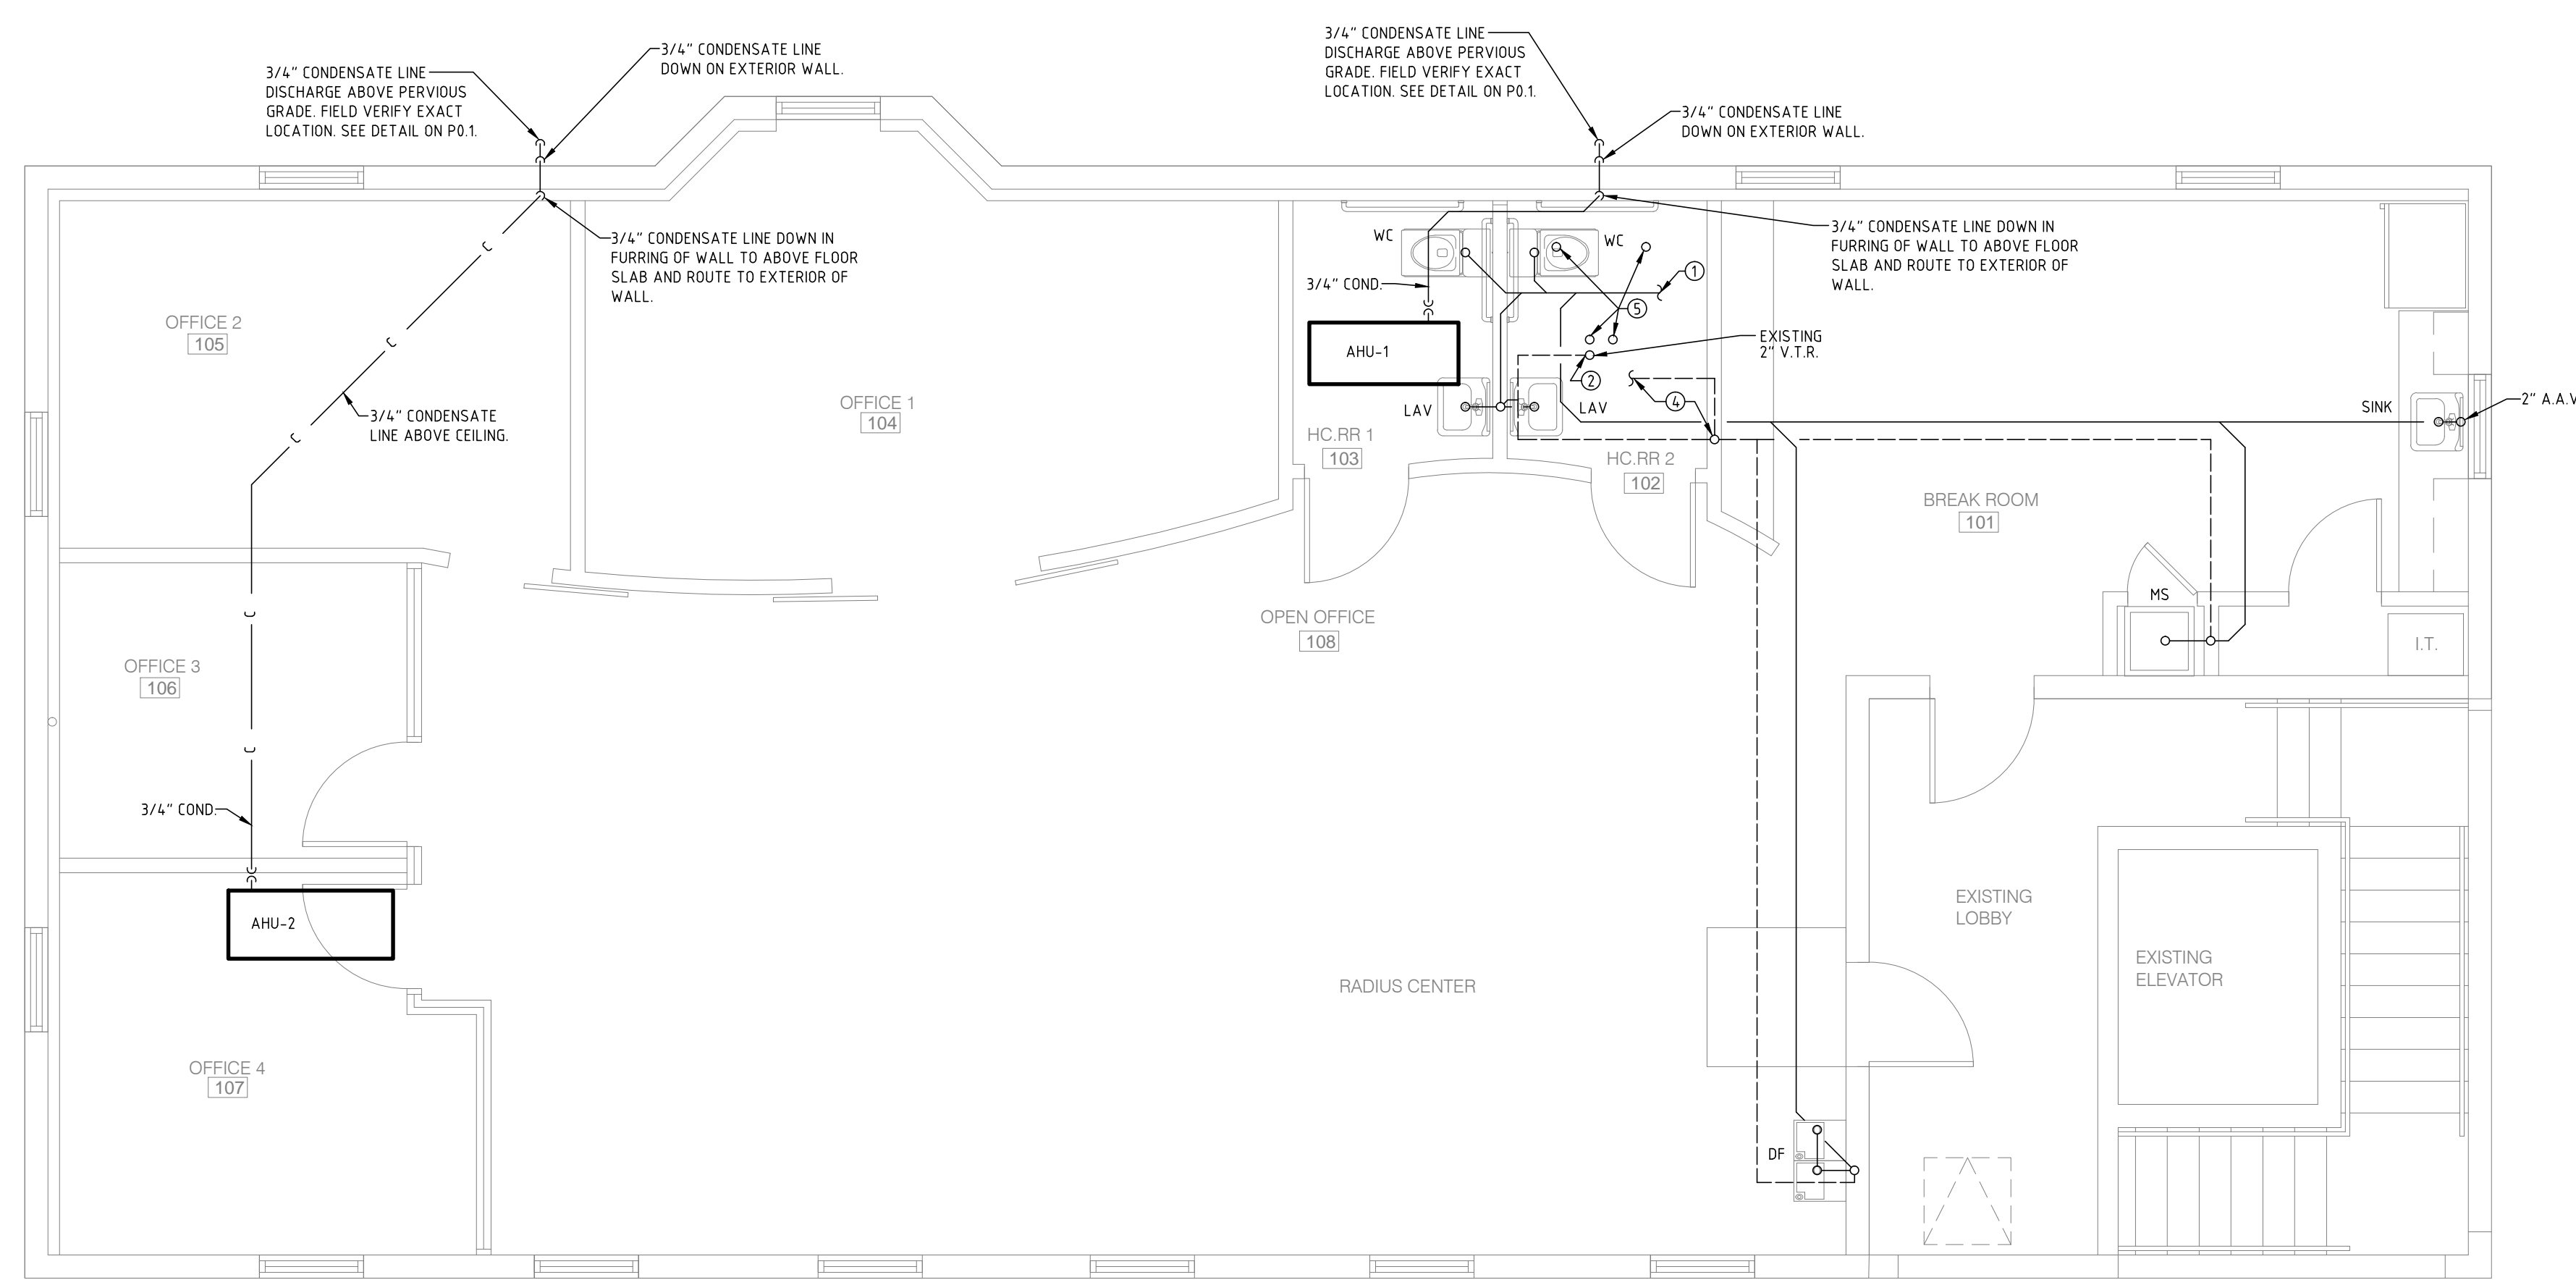 3/4" CONDENSATE LINE
DISCHARGE ABOVE PERVIOUS
GRADE. FIELD VERIFY EXACT
LOCATION. SEE DETAIL ON P0.1.
3/4" CONDENSATE LINE
DOWN ON EXTERIOR WALL.
3/4" CONDENSATE LINE
DISCHARGE ABOVE PERVIOUS
GRADE. FIELD VERIFY EXACT
LOCATION. SEE DETAIL ON P0.1.
3/4" CONDENSATE LINE
DOWN ON EXTERIOR WALL.
3/4" CONDENSATE LINE DOWN IN
FURRING OF WALL TO ABOVE FLOOR
SLAB AND ROUTE TO EXTERIOR OF
WALL.
WC
WC
3/4" CONDENSATE LINE DOWN IN
FURRING OF WALL TO ABOVE FLOOR
SLAB AND ROUTE TO EXTERIOR OF
WALL.
C
C
C
3/4" COND.
1
5
OFFICE 2
105
AHU-1
EXISTING
2" V.T.R.
2
4
3/4" CONDENSATE
LINE ABOVE CEILING.
OFFICE 1
104
LAV
LAV
SINK
2" A.A.V
HC.RR 1
103
HC.RR 2
102
BREAK ROOM
101
C
C
OPEN OFFICE
108
MS
I.T.
OFFICE 3
106
3/4" COND.
AHU-2
EXISTING
LOBBY
EXISTING
ELEVATOR
RADIUS CENTER
OFFICE 4
107
DF